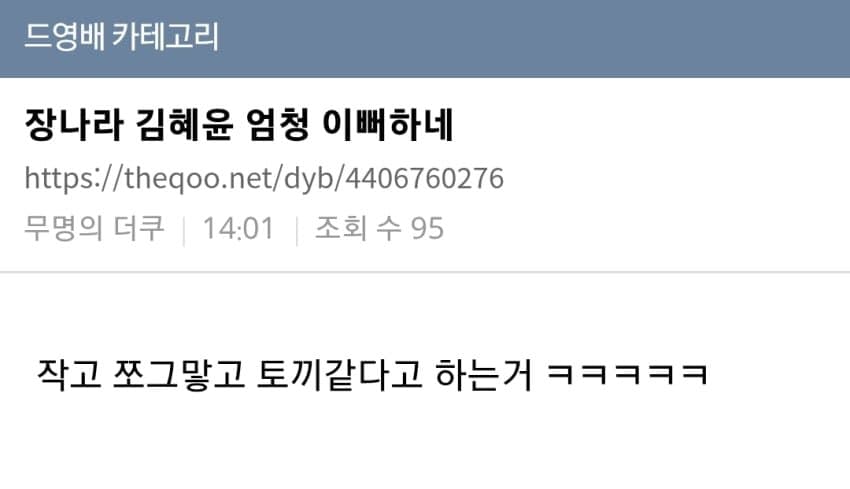 드영배 카테고리
장나라 김혜윤 엄청 이뻐하네
https://theqoo.net/dyb/4406760276
무명의 더쿠 | 14:01 | 조회 수 95
작고 쪼그맣고 토끼같다고 하는거 ㅋㅋㅋㅋㅋ